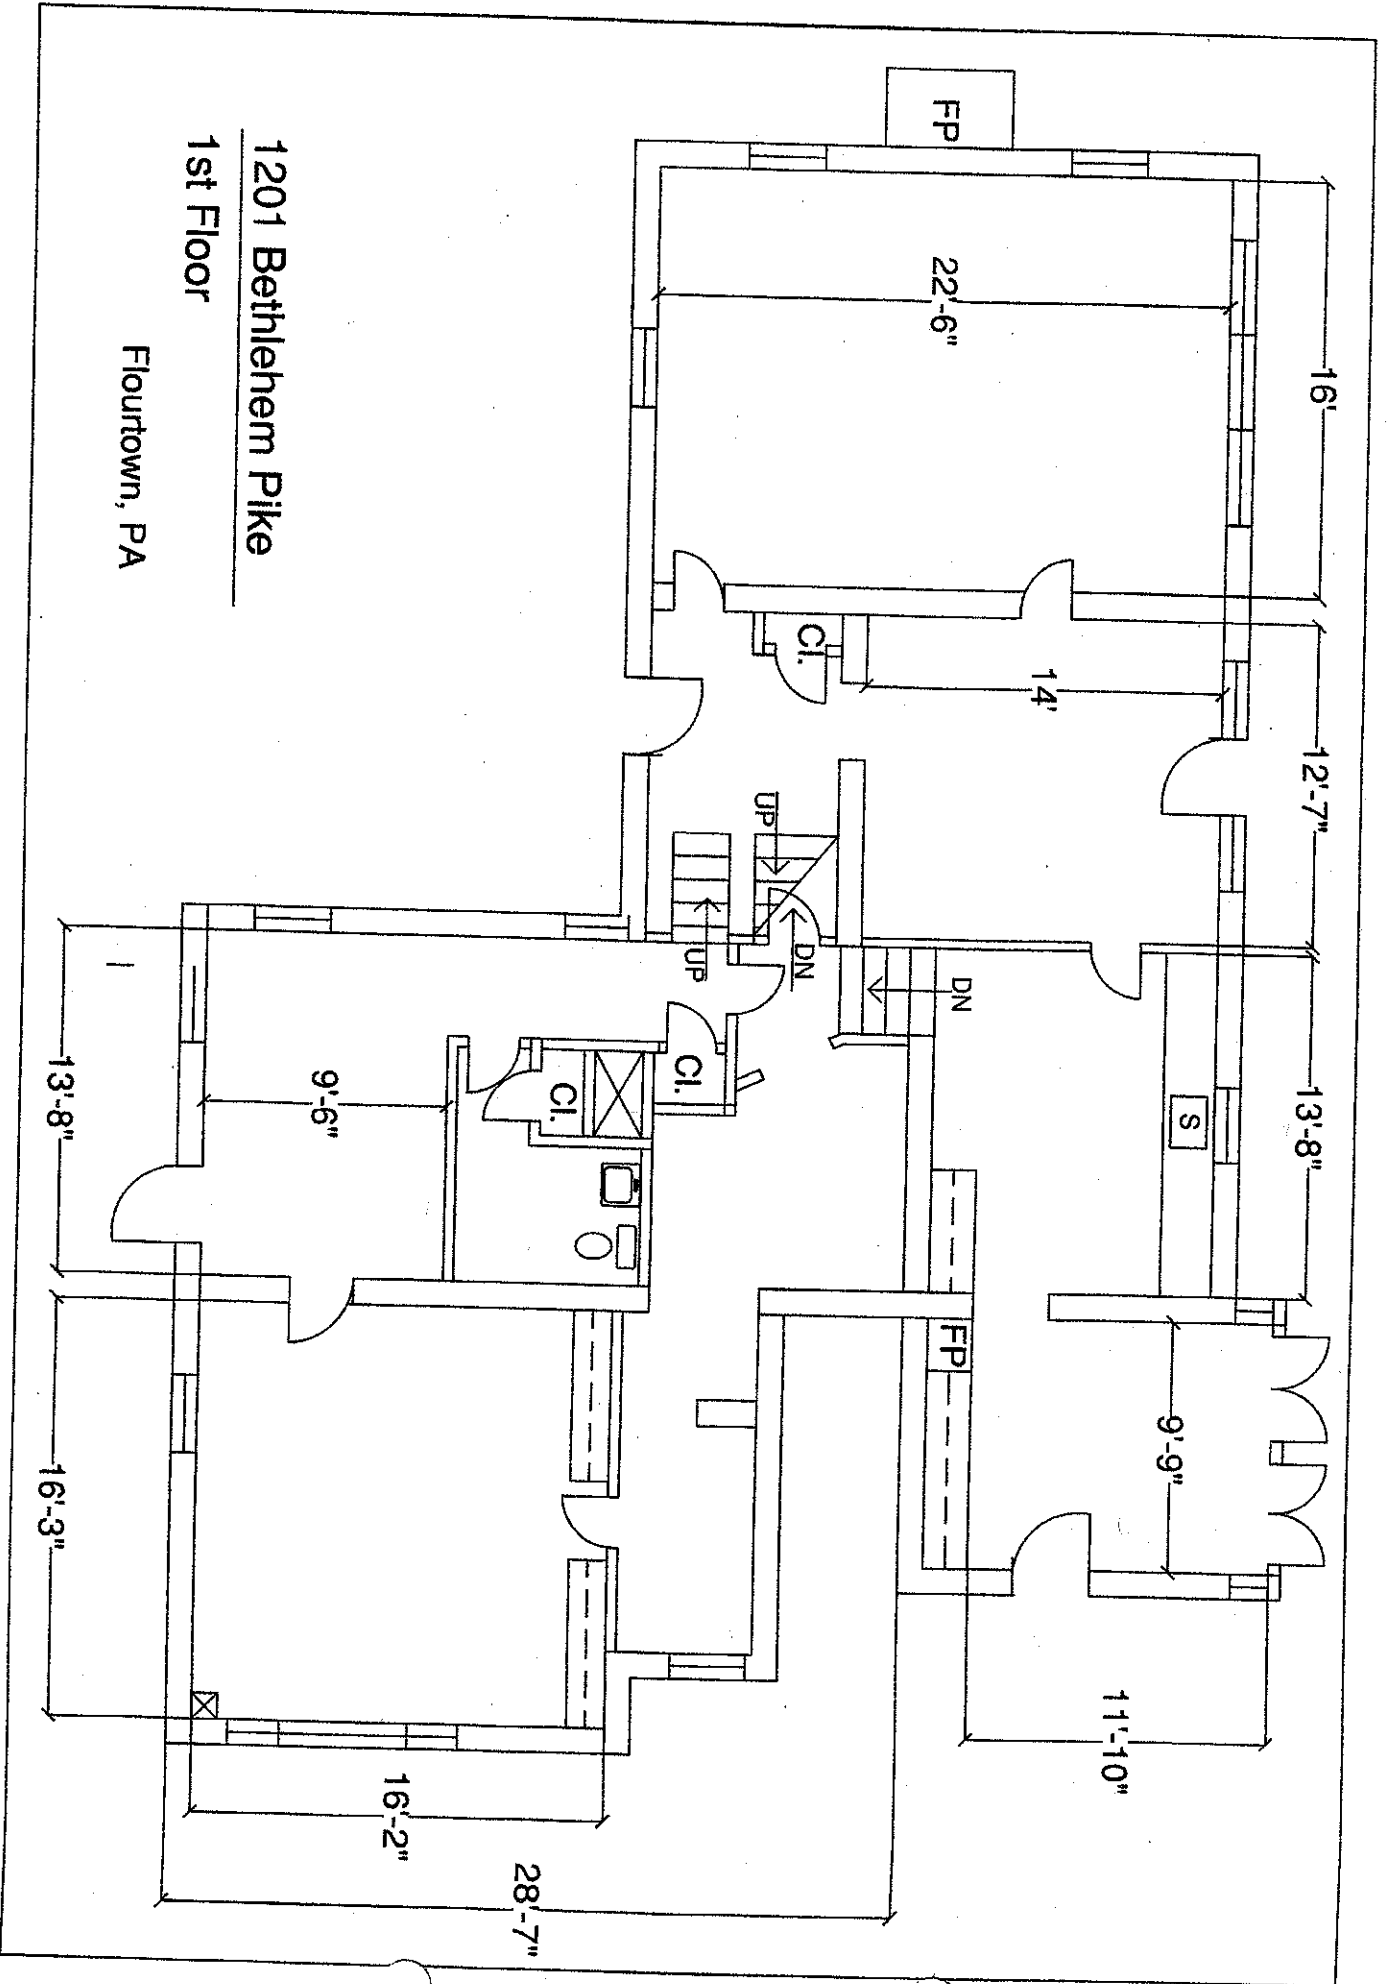 16'
12'-7"
13'-8"
FP
22'-6"
14'
Cl.
UP
DN
DN
UP
S
9'-9"
FP
11'-10"
Cl.
Cl.
9'-6"
13'-8"
16'-3"
16'-2"
28'-7"
1201 Bethlehem Pike
1st Floor
Flourtown, PA